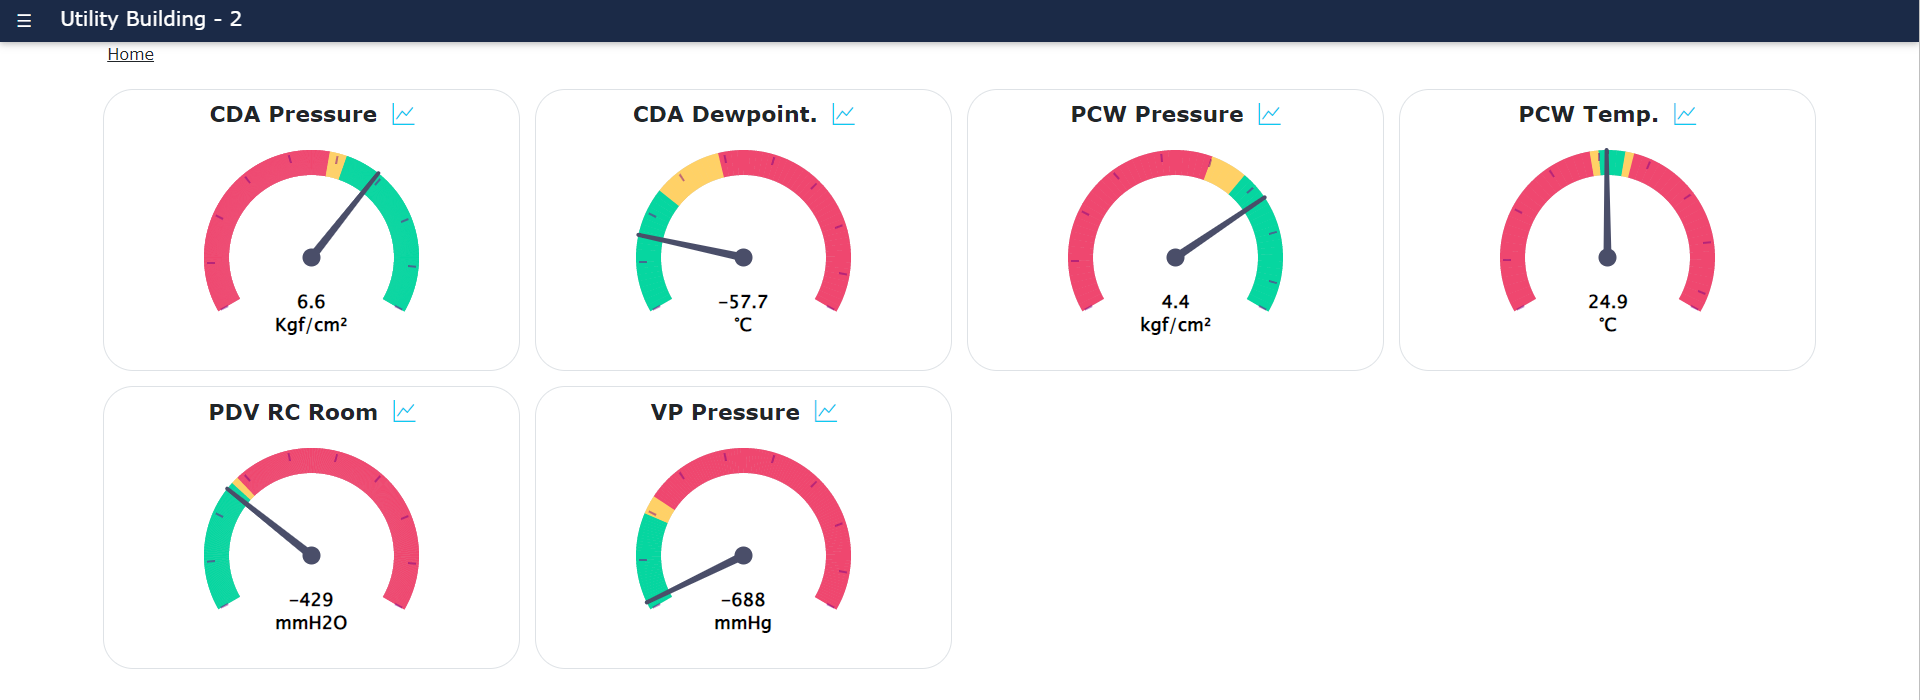 ☰ Utility Building - 2
Home
CDA Pressure
6.6
Kgf/cm²
CDA Dewpoint.
-57.7
℃
PCW Pressure
4.4
kgf/cm²
PCW Temp.
24.9
℃
PDV RC Room
-429
mmH2O
VP Pressure
-688
mmHg